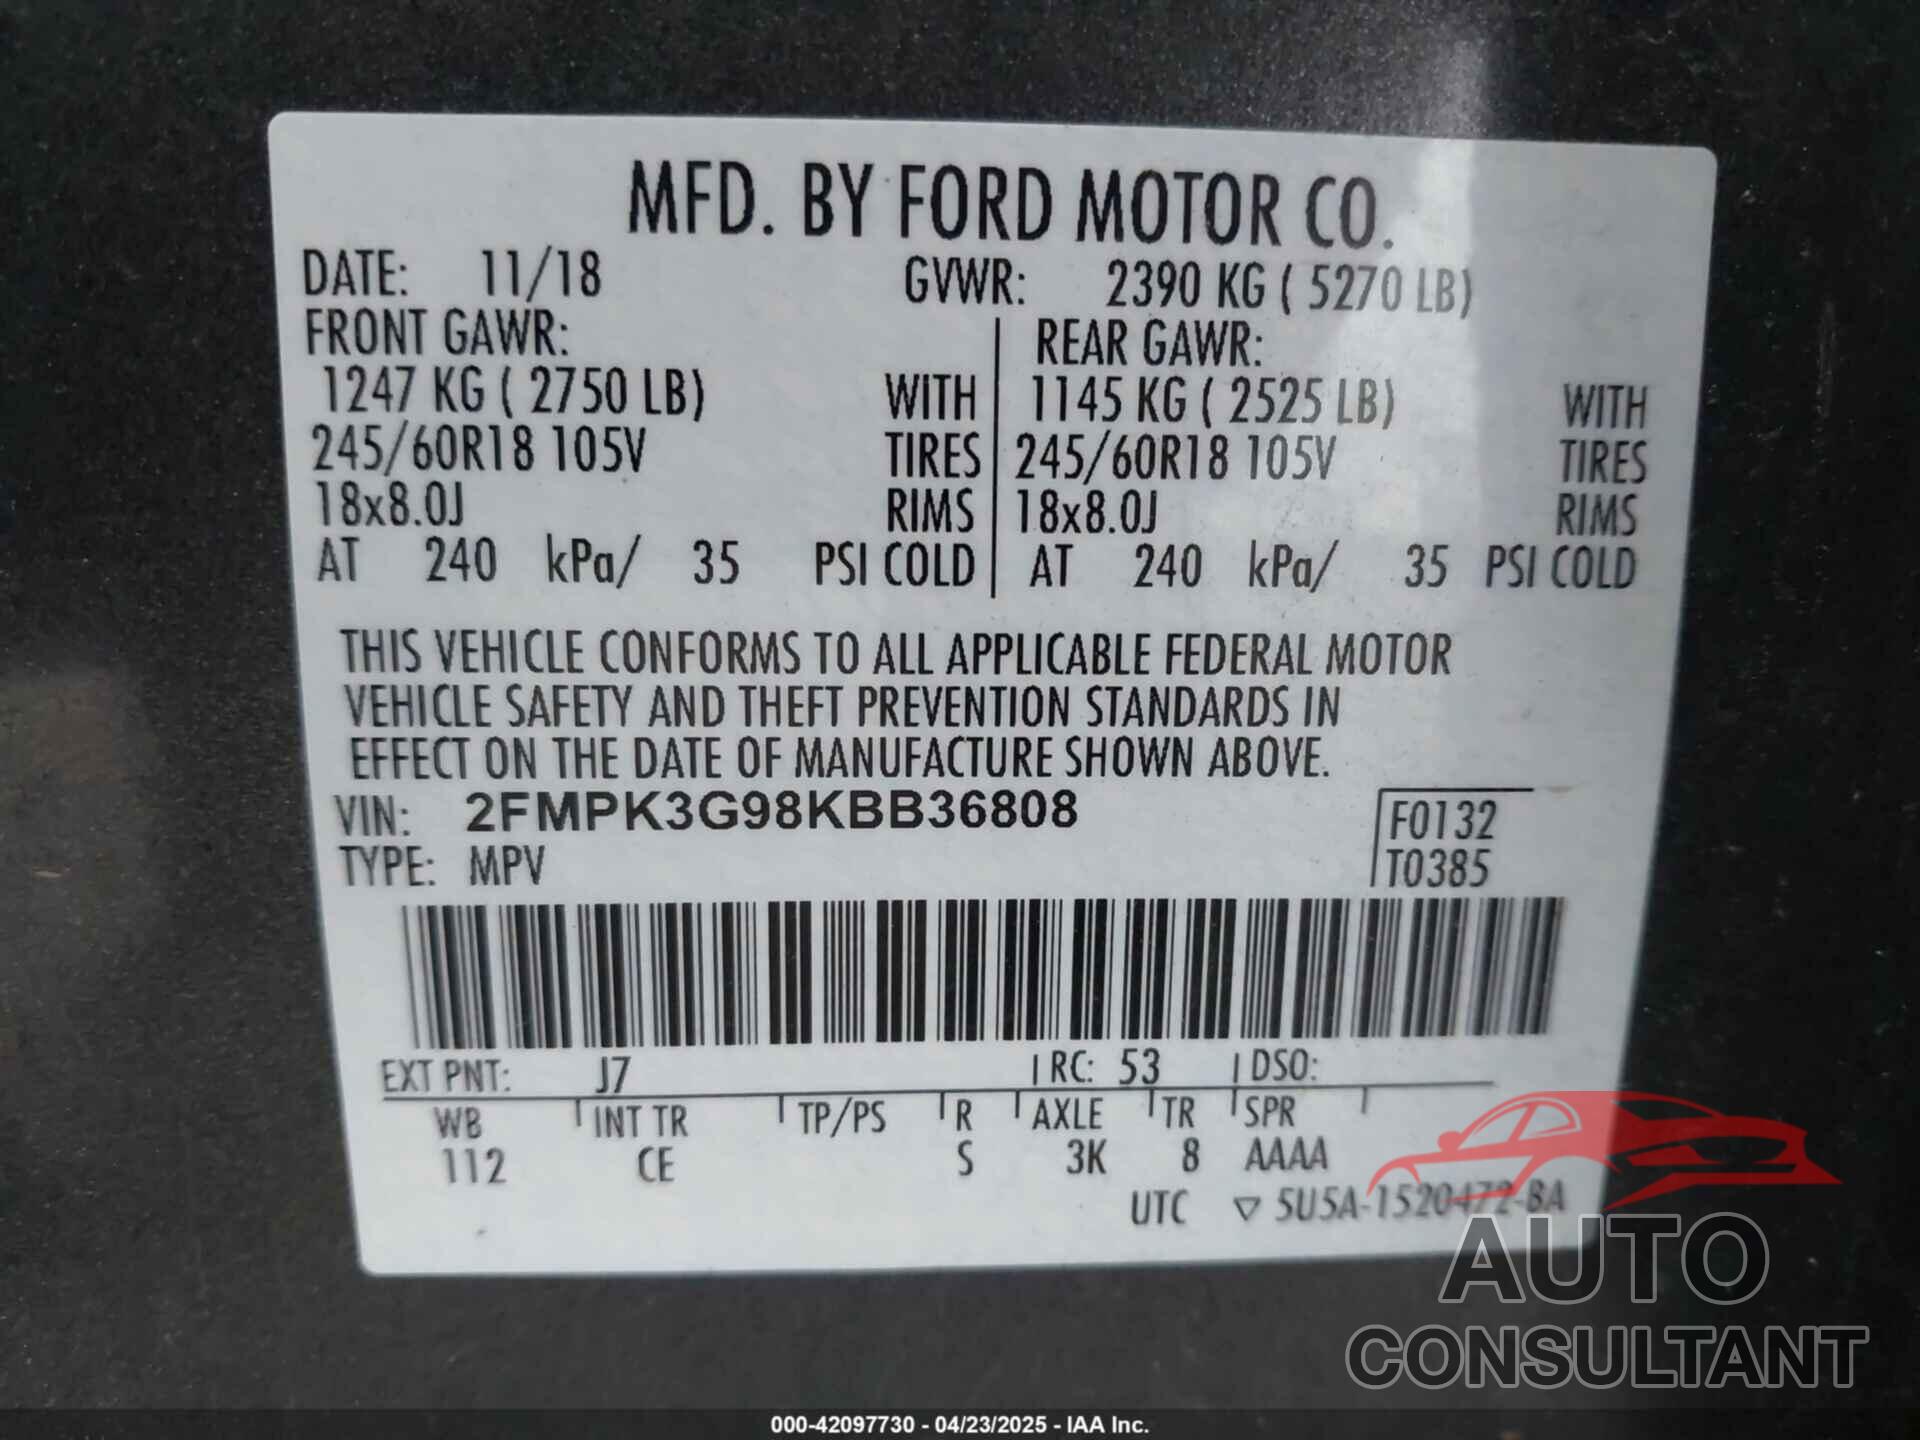 MFD. BY FORD MOTOR CO.
DATE: 11/18 GVWR: 2390 KG ( 5270 LB)
FRONT GAWR: REAR GAWR:
1247 KG ( 2750 LB) WITH 1145 KG ( 2525 LB) WITH
245/60R18 105V TIRES 245/60R18 105V TIRES
18x8.0J RIMS 18x8.0J RIMS
AT 240 kPa/ 35 PSI COLD AT 240 kPa/ 35 PSI COLD
THIS VEHICLE CONFORMS TO ALL APPLICABLE FEDERAL MOTOR
VEHICLE SAFETY AND THEFT PREVENTION STANDARDS IN
EFFECT ON THE DATE OF MANUFACTURE SHOWN ABOVE.
VIN: 2FMPK3G98KBB36808 F0132
TYPE: MPV T0385
EXT PNT: J7 RC: 53 DSO:
WB INT TR TP/PS R AXLE TR SPR
112 CE S 3K 8 AAAA
UTC ▽ 5U5A-1520472-BA
AUTO
CONSULTANT
000-42097730 - 04/23/2025 - IAA Inc.